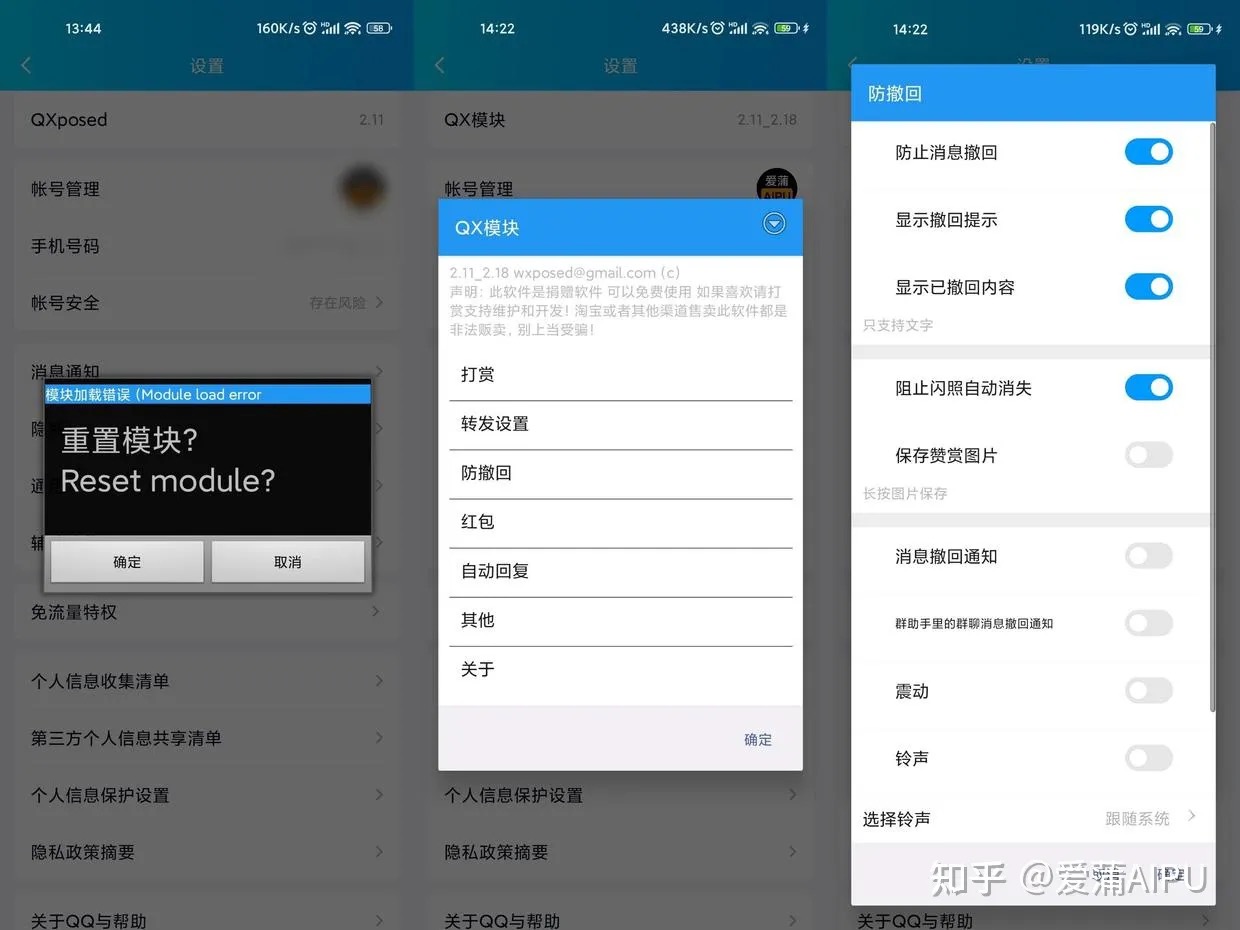 13:44
160K/s
HD
58
设置
QXposed
2.11
帐号管理
手机号码
帐号安全
存在风险
消息通知
模块加载错误 (Module load error
重置模块?
Reset module?
确定
取消
免流量特权
个人信息收集清单
第三方个人信息共享清单
个人信息保护设置
隐私政策摘要
关于QQ与帮助
14:22
438K/s
HD
59
设置
QX模块
2.11_2.18
帐号管理
爱蒲
AIPU
QX模块
2.11_2.18 wxposed@gmail.com (c)
声明: 此软件是捐赠软件 可以免费使用 如果喜欢请打
赏支持维护和开发! 淘宝或者其他渠道售卖此软件都是
非法贩卖, 别上当受骗!
打赏
转发设置
防撤回
红包
自动回复
其他
关于
确定
个人信息保护设置
隐私政策摘要
关于QQ与帮助
14:22
119K/s
HD
59
设置
防撤回
防止消息撤回
显示撤回提示
显示已撤回内容
只支持文字
阻止闪照自动消失
保存赞赏图片
长按图片保存
消息撤回通知
群助手里的群聊消息撤回通知
震动
铃声
选择铃声
跟随系统
确定
知乎 @爱蒲AIPU
关于QQ与帮助